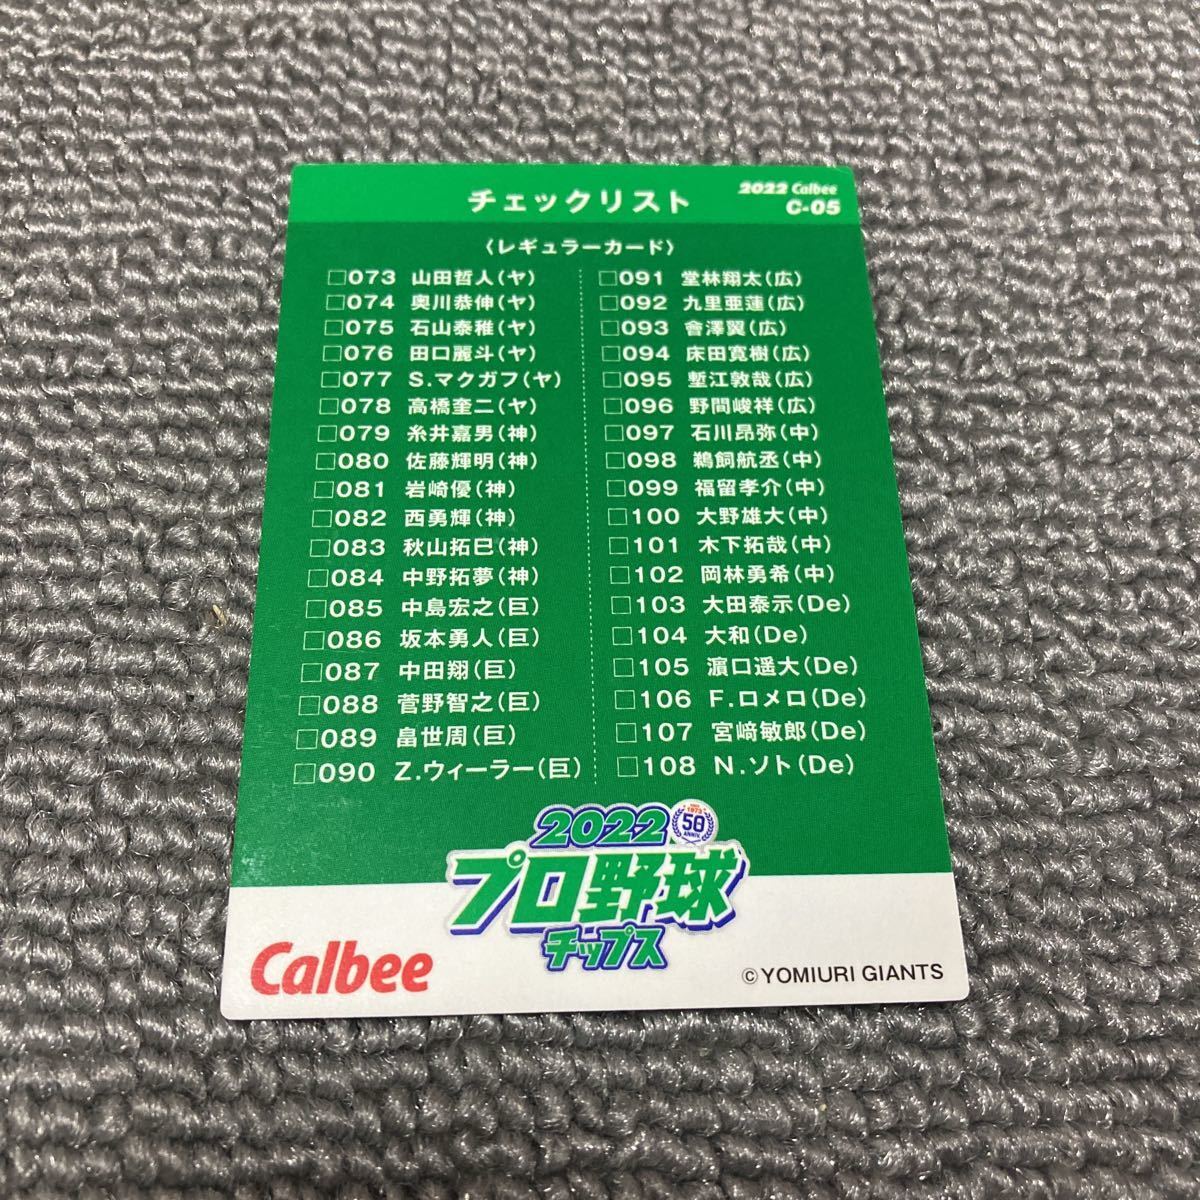 チェックリスト
2022 Calbee
C-05
〈レギュラーカード〉
□073 山田哲人(ヤ)
□074 奥川恭伸(ヤ)
□075 石山泰稚(ヤ)
□076 田口麗斗(ヤ)
□077 S.マクガフ(ヤ)
□078 高橋奎二(ヤ)
□079 糸井嘉男(神)
□080 佐藤輝明(神)
□081 岩崎優(神)
□082 西勇輝(神)
□083 秋山拓巳(神)
□084 中野拓夢(神)
□085 中島宏之(巨)
□086 坂本勇人(巨)
□087 中田翔(巨)
□088 菅野智之(巨)
□089 畠世周(巨)
□090 Z.ウィーラー(巨)
□091 堂林翔太(広)
□092 九里亜蓮(広)
□093 會澤翼(広)
□094 床田寛樹(広)
□095 塹江敦哉(広)
□096 野間峻祥(広)
□097 石川昂弥(中)
□098 鵜飼航丞(中)
□099 福留孝介(中)
□100 大野雄大(中)
□101 木下拓哉(中)
□102 岡林勇希(中)
□103 大田泰示(De)
□104 大和(De)
□105 濵口遥大(De)
□106 F.ロメロ(De)
□107 宮﨑敏郎(De)
□108 N.ソト(De)
2022
1973
50
ANNIV.
プロ野球
チップス
Calbee
© YOMIURI GIANTS